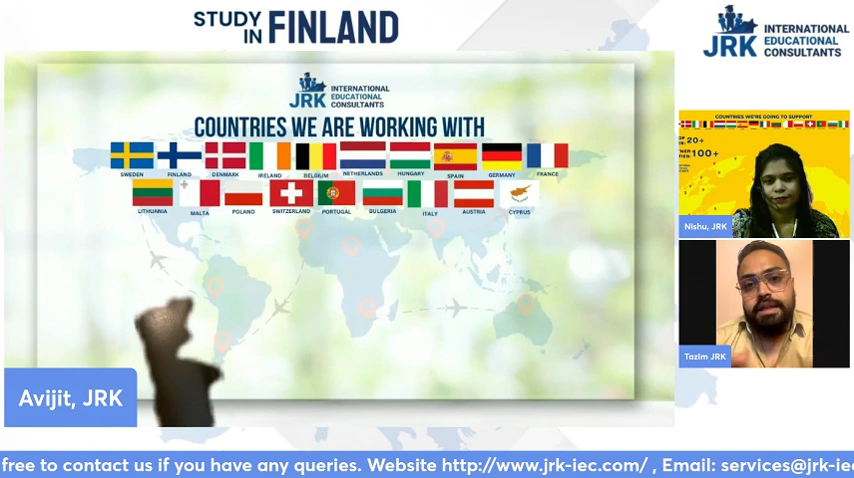 STUDY
IN FINLAND
JRK INTERNATIONAL
EDUCATIONAL
CONSULTANTS
JRK INTERNATIONAL
EDUCATIONAL
CONSULTANTS
COUNTRIES WE ARE WORKING WITH
SWEDEN FINLAND DENMARK IRELAND BELGIUM NETHERLANDS HUNGARY SPAIN GERMANY FRANCE
LITHUANIA MALTA POLAND SWITZERLAND PORTUGAL BULGERIA ITALY AUSTRIA CYPRUS
COUNTRIES WE'RE GOING TO SUPPORT
20+
100+
Nishu, JRK
Tazim JRK
Avijit, JRK
free to contact us if you have any queries. Website http://www.jrk-iec.com/ , Email: services@jrk-iec